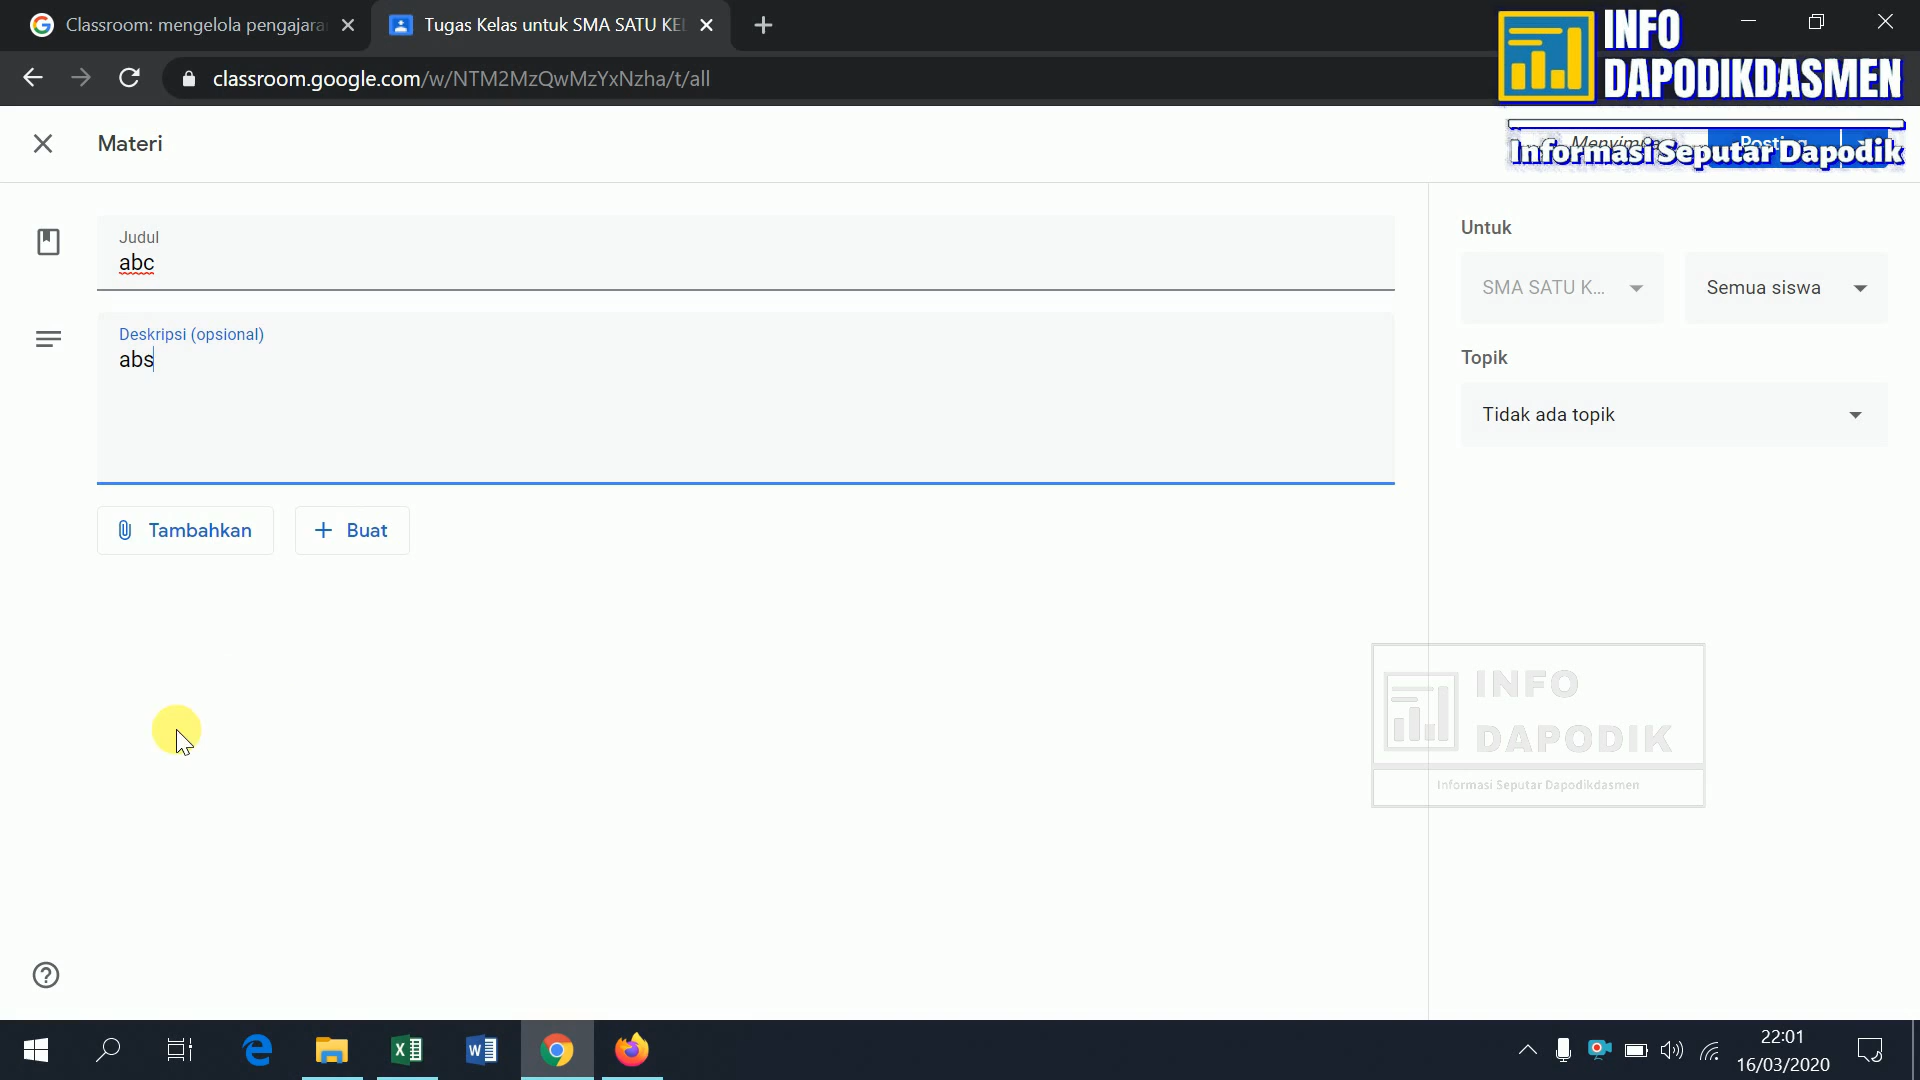 Classroom: mengelola pengajara
Tugas Kelas untuk SMA SATU KE
classroom.google.com/w/NTM2MzQwMzYxNzha/t/all
INFO
DAPODIKDASMEN
Informasi Seputar Dapodik
Materi
Judul
abc
Deskripsi (opsional)
abs
Tambahkan
Buat
Untuk
SMA SATU K...
Semua siswa
Topik
Tidak ada topik
INFO
DAPODIK
Informasi Seputar Dapodikdasmen
22:01
16/03/2020